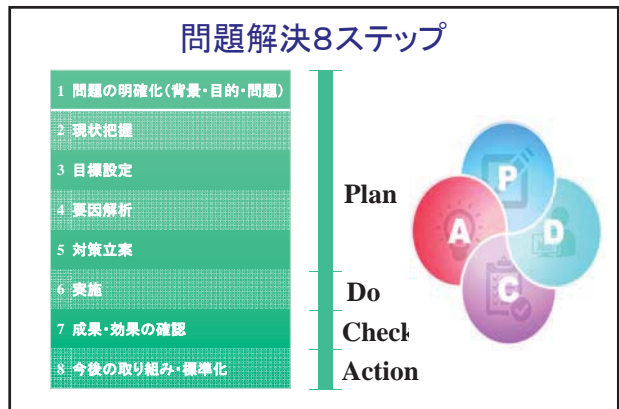 問題解決8ステップ
1 問題の明確化(背景・目的・問題)
2 現状把握
3 目標設定
4 要因解析
5 対策立案
6 実施
7 成果・効果の確認
8 今後の取り組み・標準化
Plan
Do
Check
Action
P
A
D
C